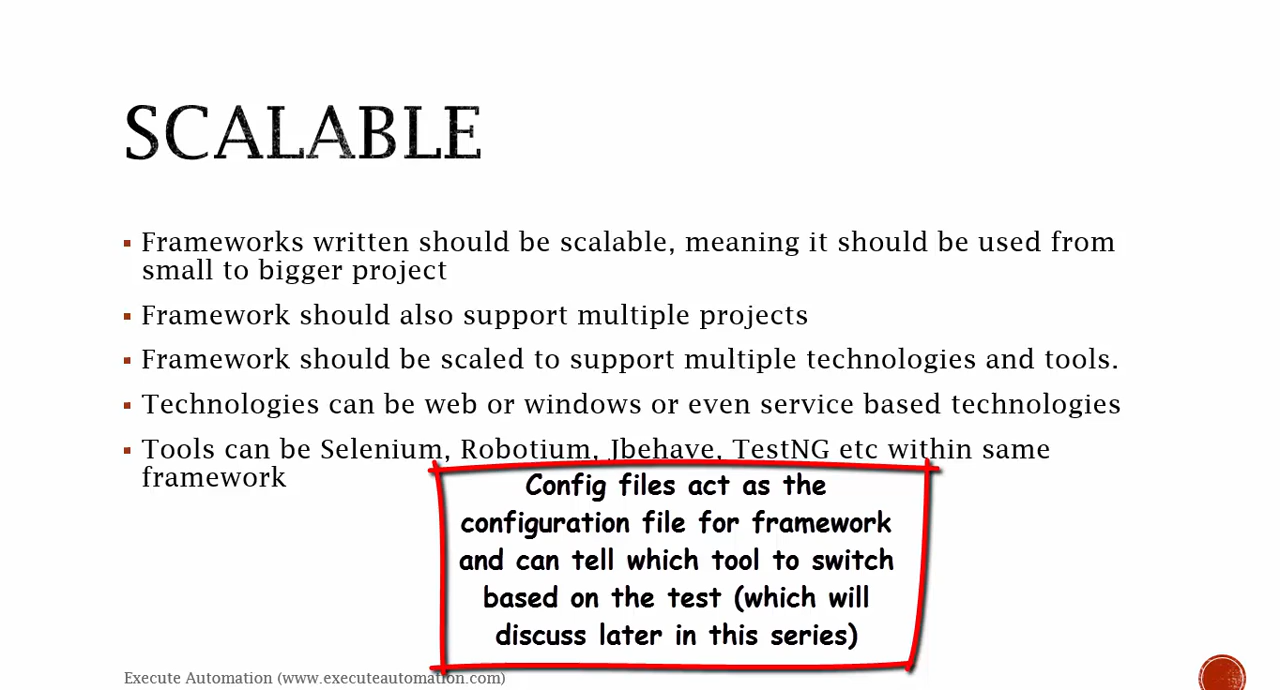 SCALABLE
▪ Frameworks written should be scalable, meaning it should be used from
small to bigger project
▪ Framework should also support multiple projects
▪ Framework should be scaled to support multiple technologies and tools.
▪ Technologies can be web or windows or even service based technologies
▪ Tools can be Selenium, Robotium, Jbehave, TestNG etc within same
framework
Config files act as the
configuration file for framework
and can tell which tool to switch
based on the test (which will
discuss later in this series)
Execute Automation (www.executeautomation.com)